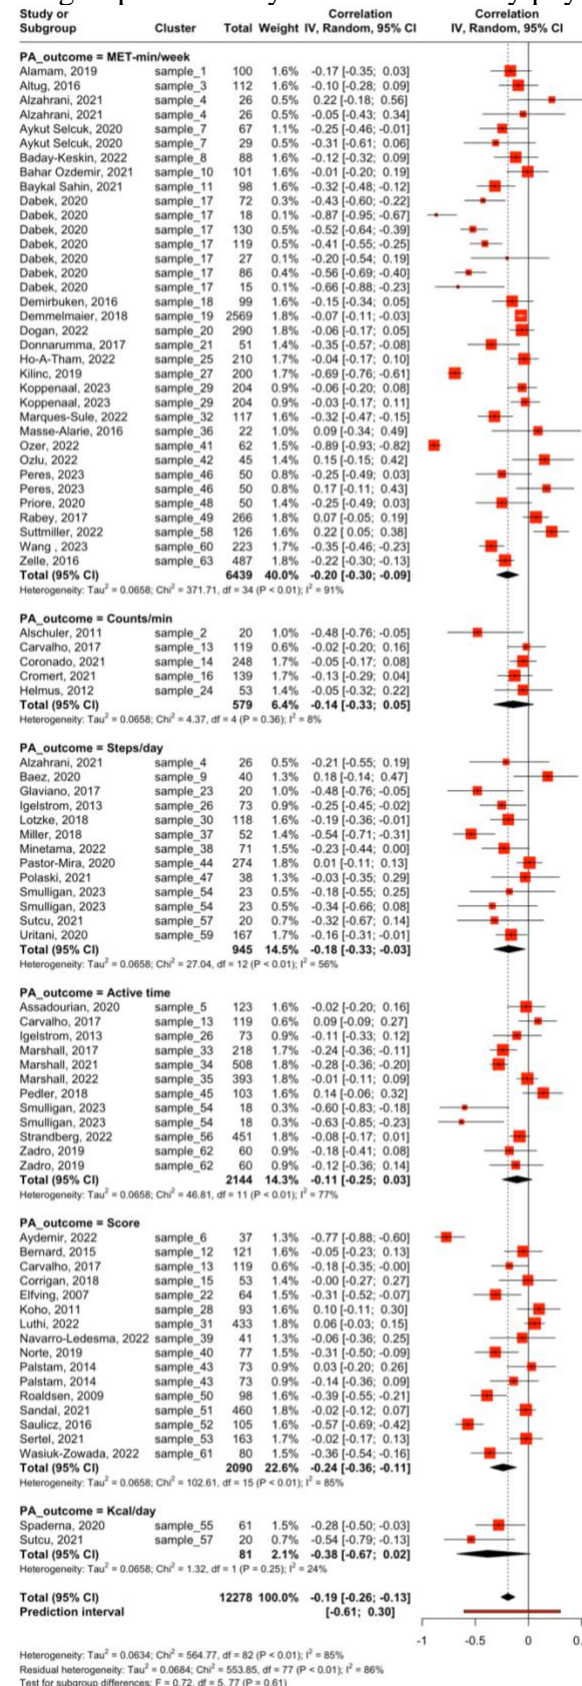 Study or Correlation Correlation
Subgroup Cluster Total Weight IV, Random, 95% CI IV, Random, 95% CI
PA_outcome = MET-min/week
Alamam, 2019 sample_1 100 1.6% -0.17 [-0.35; 0.03]
Altug, 2016 sample_3 112 1.6% -0.10 [-0.28; 0.09]
Alzahrani, 2021 sample_4 26 0.5% 0.22 [-0.18; 0.56]
Alzahrani, 2021 sample_4 26 0.5% -0.05 [-0.43; 0.34]
Aykut Selcuk, 2020 sample_7 67 1.1% -0.25 [-0.46; -0.01]
Aykut Selcuk, 2020 sample_7 29 0.8% -0.31 [-0.61; 0.06]
Baday-Keskin, 2022 sample_8 88 1.6% -0.12 [-0.32; 0.09]
Bahar Ozdemir, 2021 sample_10 101 1.6% -0.01 [-0.20; 0.19]
Baykal Sahin, 2021 sample_11 98 1.6% -0.32 [-0.48; -0.12]
Dabek, 2020 sample_17 72 0.3% -0.43 [-0.60; -0.22]
Dabek, 2020 sample_17 18 0.1% -0.87 [-0.95; -0.67]
Dabek, 2020 sample_17 130 0.5% -0.52 [-0.64; -0.39]
Dabek, 2020 sample_17 119 0.5% -0.41 [-0.55; -0.25]
Dabek, 2020 sample_17 27 0.1% -0.20 [-0.54; 0.19]
Dabek, 2020 sample_17 86 0.4% -0.56 [-0.69; -0.40]
Dabek, 2020 sample_17 15 0.1% -0.66 [-0.88; -0.23]
Demirbuken, 2016 sample_18 99 1.6% -0.15 [-0.34; 0.05]
Demmelmaier, 2018 sample_19 2569 1.9% -0.07 [-0.11; -0.03]
Dogan, 2022 sample_20 290 1.8% -0.06 [-0.17; 0.05]
Donnarumma, 2017 sample_21 51 1.4% -0.35 [-0.57; -0.08]
Ho-A-Tham, 2022 sample_25 210 1.7% -0.04 [-0.17; 0.10]
Kilinc, 2019 sample_27 200 1.7% -0.69 [-0.76; -0.61]
Koppenaal, 2023 sample_29 204 0.9% -0.06 [-0.20; 0.08]
Koppenaal, 2023 sample_29 204 0.9% -0.03 [-0.17; 0.11]
Marques-Sule, 2022 sample_32 117 1.6% -0.32 [-0.47; -0.15]
Masse-Alarie, 2016 sample_36 22 1.1% 0.09 [-0.34; 0.49]
Ozer, 2022 sample_41 62 1.5% -0.89 [-0.93; -0.82]
Ozlu, 2022 sample_42 45 1.4% 0.15 [-0.15; 0.42]
Peres, 2023 sample_46 50 0.8% -0.25 [-0.49; 0.03]
Peres, 2023 sample_46 50 0.8% 0.17 [-0.11; 0.43]
Priore, 2020 sample_48 50 1.4% -0.25 [-0.49; 0.03]
Rabey, 2017 sample_49 266 1.8% 0.07 [-0.05; 0.19]
Suttmiller, 2022 sample_58 126 1.6% 0.22 [ 0.05; 0.38]
Wang , 2023 sample_60 223 1.7% -0.35 [-0.46; -0.23]
Zelle, 2016 sample_63 487 1.8% -0.22 [-0.30; -0.13]
Total (95% CI) 6439 40.0% -0.20 [-0.30; -0.09]
Heterogeneity: Tau² = 0.0658; Chi² = 371.71, df = 34 (P < 0.01); I² = 91%
PA_outcome = Counts/min
Alschuler, 2011 sample_2 20 1.0% -0.48 [-0.76; -0.05]
Carvalho, 2017 sample_13 119 0.6% -0.02 [-0.20; 0.16]
Coronado, 2021 sample_14 248 1.7% -0.05 [-0.17; 0.08]
Cromert, 2021 sample_16 139 1.7% -0.13 [-0.29; 0.04]
Helmus, 2012 sample_24 53 1.4% -0.05 [-0.32; 0.22]
Total (95% CI) 579 6.4% -0.14 [-0.33; 0.05]
Heterogeneity: Tau² = 0.0658; Chi² = 4.37, df = 4 (P = 0.36); I² = 8%
PA_outcome = Steps/day
Alzahrani, 2021 sample_4 26 0.5% -0.21 [-0.55; 0.19]
Baez, 2020 sample_9 40 1.3% 0.18 [-0.14; 0.47]
Glaviano, 2017 sample_23 20 1.0% -0.48 [-0.76; -0.05]
Igelstrom, 2013 sample_26 73 0.9% -0.25 [-0.45; -0.02]
Lotzke, 2018 sample_30 118 1.6% -0.19 [-0.36; -0.01]
Miller, 2018 sample_37 52 1.4% -0.54 [-0.71; -0.31]
Minetama, 2022 sample_38 71 1.5% -0.23 [-0.44; 0.00]
Pastor-Mira, 2020 sample_44 274 1.8% 0.01 [-0.11; 0.13]
Polaski, 2021 sample_47 38 1.3% -0.03 [-0.35; 0.29]
Smulligan, 2023 sample_54 23 0.5% -0.18 [-0.55; 0.25]
Smulligan, 2023 sample_54 23 0.5% -0.34 [-0.66; 0.08]
Sutcu, 2021 sample_57 20 0.7% -0.32 [-0.67; 0.14]
Uritani, 2020 sample_59 167 1.7% -0.16 [-0.31; -0.01]
Total (95% CI) 945 14.5% -0.18 [-0.33; -0.03]
Heterogeneity: Tau² = 0.0658; Chi² = 27.04, df = 12 (P < 0.01); I² = 56%
PA_outcome = Active time
Assadourian, 2020 sample_5 123 1.6% -0.02 [-0.20; 0.16]
Carvalho, 2017 sample_13 119 0.6% 0.09 [-0.09; 0.27]
Igelstrom, 2013 sample_26 73 0.9% -0.11 [-0.33; 0.12]
Marshall, 2017 sample_33 218 1.7% -0.24 [-0.36; -0.11]
Marshall, 2021 sample_34 508 1.8% -0.28 [-0.36; -0.20]
Marshall, 2022 sample_35 393 1.8% -0.01 [-0.11; 0.09]
Pedler, 2018 sample_45 103 1.6% 0.14 [-0.06; 0.32]
Smulligan, 2023 sample_54 18 0.3% -0.60 [-0.83; -0.18]
Smulligan, 2023 sample_54 18 0.3% -0.63 [-0.85; -0.23]
Strandberg, 2022 sample_56 451 1.8% -0.08 [-0.17; 0.01]
Zadro, 2019 sample_62 60 0.9% -0.18 [-0.41; 0.08]
Zadro, 2019 sample_62 60 0.9% -0.12 [-0.36; 0.14]
Total (95% CI) 2144 14.3% -0.11 [-0.25; 0.03]
Heterogeneity: Tau² = 0.0658; Chi² = 46.81, df = 11 (P < 0.01); I² = 77%
PA_outcome = Score
Aydemir, 2022 sample_6 37 1.3% -0.77 [-0.88; -0.60]
Bernard, 2015 sample_12 121 1.6% -0.05 [-0.23; 0.13]
Carvalho, 2017 sample_13 119 0.6% -0.18 [-0.35; -0.00]
Corrigan, 2018 sample_15 53 1.4% -0.00 [-0.27; 0.27]
Elfving, 2007 sample_22 64 1.5% -0.31 [-0.52; -0.07]
Koho, 2011 sample_28 93 1.6% 0.10 [-0.11; 0.30]
Luthi, 2022 sample_31 433 1.8% 0.06 [-0.03; 0.15]
Navarro-Ledesma, 2022 sample_39 41 1.3% -0.06 [-0.36; 0.25]
Norte, 2019 sample_40 77 1.5% -0.31 [-0.50; -0.09]
Palstam, 2014 sample_43 73 0.9% 0.03 [-0.20; 0.26]
Palstam, 2014 sample_43 73 0.9% -0.14 [-0.36; 0.09]
Roaldsen, 2009 sample_50 98 1.6% -0.39 [-0.55; -0.21]
Sandal, 2021 sample_51 460 1.8% -0.02 [-0.12; 0.07]
Saulicz, 2016 sample_52 105 1.6% -0.57 [-0.69; -0.42]
Sertel, 2021 sample_53 163 1.7% -0.02 [-0.17; 0.13]
Wasiuk-Zowada, 2022 sample_61 80 1.5% -0.36 [-0.54; -0.16]
Total (95% CI) 2090 22.6% -0.24 [-0.36; -0.11]
Heterogeneity: Tau² = 0.0658; Chi² = 102.61, df = 15 (P < 0.01); I² = 85%
PA_outcome = Kcal/day
Spaderna, 2020 sample_55 61 1.5% -0.28 [-0.50; -0.03]
Sutcu, 2021 sample_57 20 0.7% -0.54 [-0.79; -0.13]
Total (95% CI) 81 2.1% -0.38 [-0.67; 0.02]
Heterogeneity: Tau² = 0.0658; Chi² = 1.32, df = 1 (P = 0.25); I² = 24%
Total (95% CI) 12278 100.0% -0.19 [-0.26; -0.13]
Prediction interval [-0.61; 0.30]
-1 -0.5 0 0
Heterogeneity: Tau² = 0.0634; Chi² = 564.77, df = 82 (P < 0.01); I² = 85%
Residual heterogeneity: Tau² = 0.0684; Chi² = 553.85, df = 77 (P < 0.01); I² = 86%
Test for subgroup differences: F = 0.72, df = 5, 77 (P = 0.61)